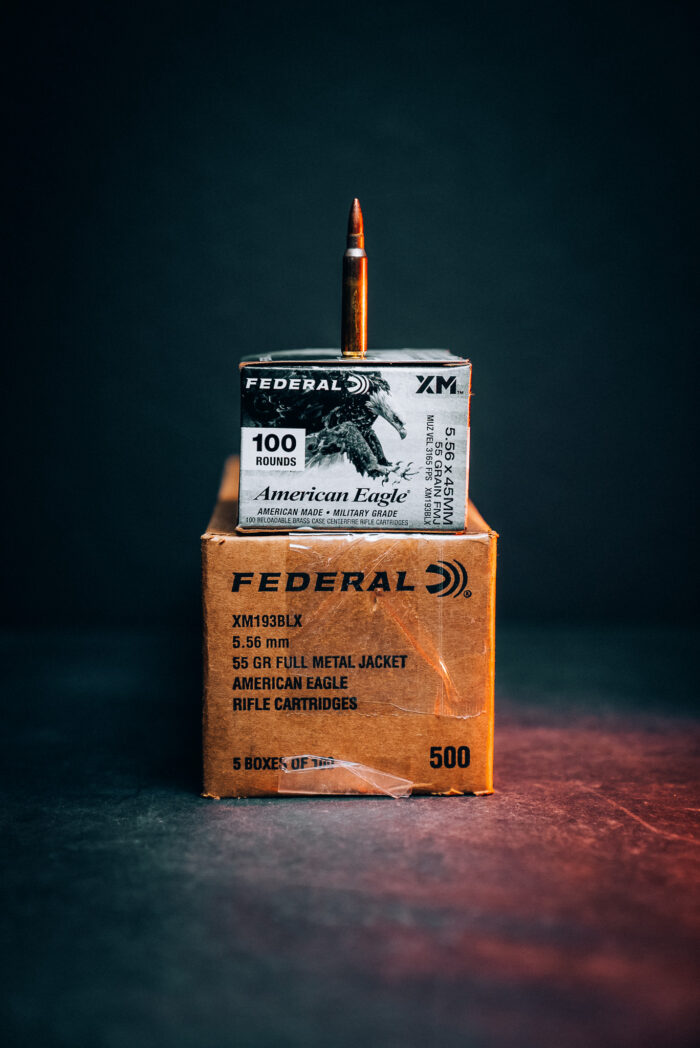 FEDERAL
XM™
100
ROUNDS
American Eagle®
AMERICAN MADE • MILITARY GRADE
100 RELOADABLE BRASS CASE CENTERFIRE RIFLE CARTRIDGES
5.56 x 45MM
55 GRAIN FMJ
MUZ VEL 3165 FPS XM193BLX
FEDERAL ®
XM193BLX
5.56 mm
55 GR FULL METAL JACKET
AMERICAN EAGLE
RIFLE CARTRIDGES
5 BOXES OF 100
500